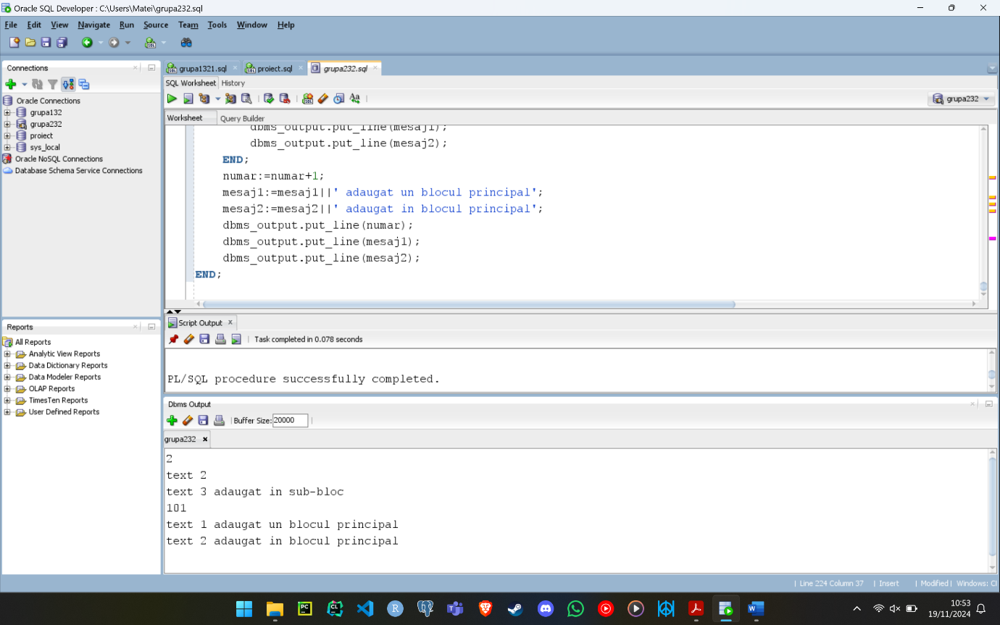 Oracle SQL Developer : C:\Users\Matei\grupa232.sql
File Edit View Navigate Run Source Team Tools Window Help
Connections
Oracle Connections
grupa132
grupa232
proiect
sys_local
Oracle NoSQL Connections
Database Schema Service Connections
Reports
All Reports
Analytic View Reports
Data Dictionary Reports
Data Modeler Reports
OLAP Reports
TimesTen Reports
User Defined Reports
grupa1321.sql proiect.sql grupa232.sql
SQL Worksheet History
grupa232
Worksheet Query Builder
dbms_output.put_line(mesaj1);
dbms_output.put_line(mesaj2);
END;
numar:=numar+1;
mesaj1:=mesaj1||' adaugat un blocul principal';
mesaj2:=mesaj2||' adaugat in blocul principal';
dbms_output.put_line(numar);
dbms_output.put_line(mesaj1);
dbms_output.put_line(mesaj2);
END;
Script Output
Task completed in 0.078 seconds
PL/SQL procedure successfully completed.
Dbms Output
Buffer Size: 20000
grupa232
2
text 2
text 3 adaugat in sub-bloc
101
text 1 adaugat un blocul principal
text 2 adaugat in blocul principal
Line 224 Column 37 | Insert | Modified | Windows: Cl
10:53
19/11/2024